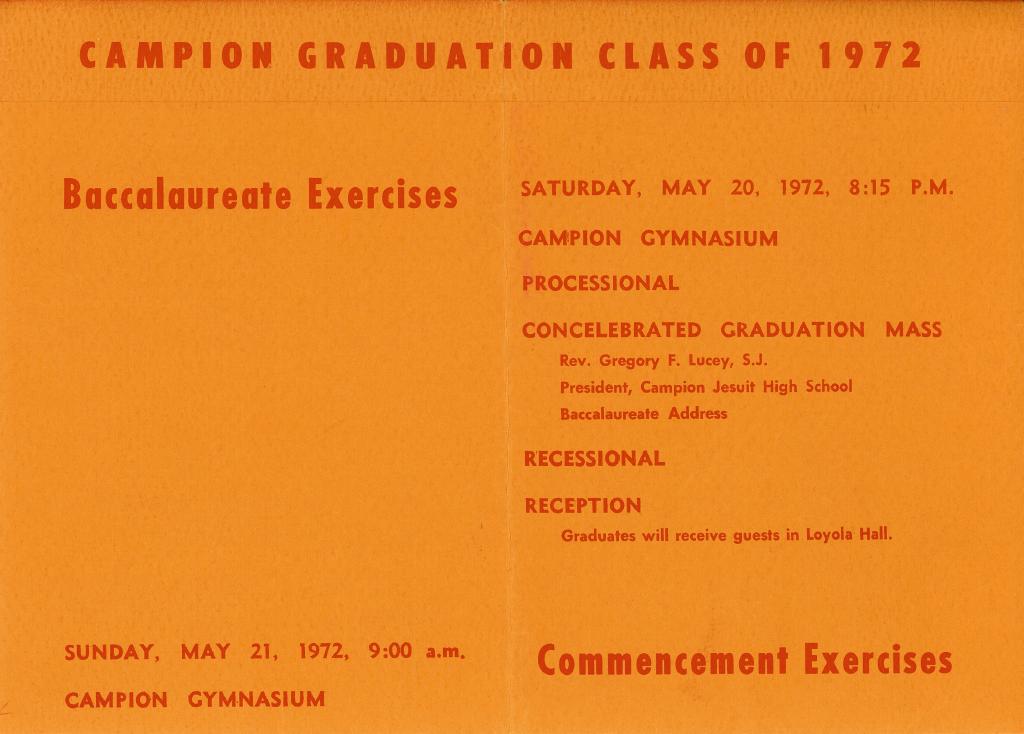 CAMPION GRADUATION CLASS OF 1972
Baccalaureate Exercises
SATURDAY, MAY 20, 1972, 8:15 P.M.
CAMPION GYMNASIUM
PROCESSIONAL
CONCELEBRATED GRADUATION MASS
Rev. Gregory F. Lucey, S.J.
President, Campion Jesuit High School
Baccalaureate Address
RECESSIONAL
RECEPTION
Graduates will receive guests in Loyola Hall.
SUNDAY, MAY 21, 1972, 9:00 a.m.
CAMPION GYMNASIUM
Commencement Exercises